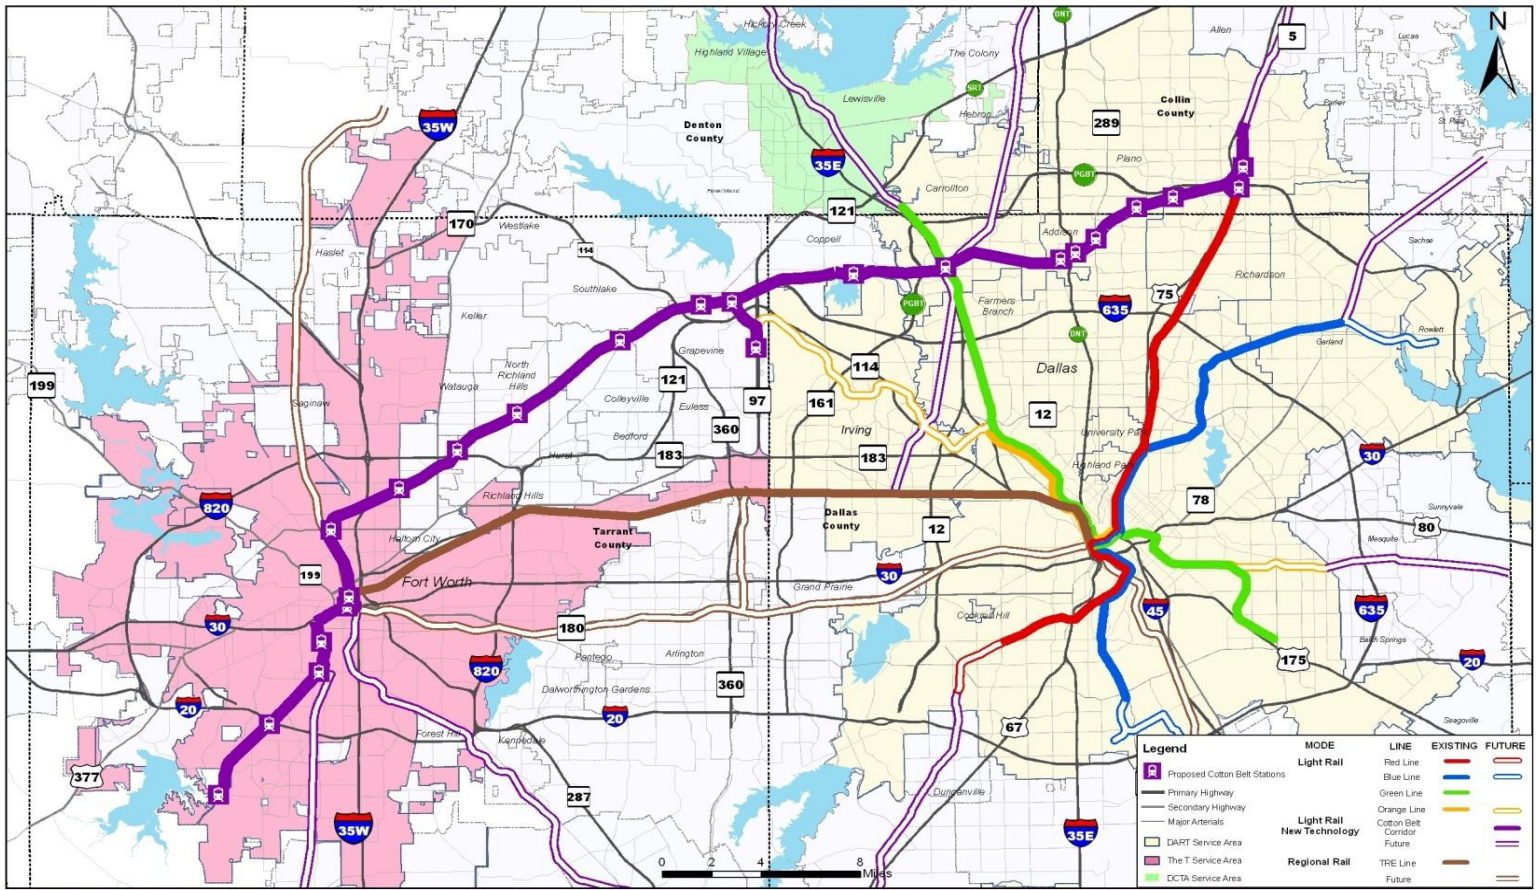 Hickory Creek
Allen
5
Lucas
N
Highland Village
The Colony
DNT
Lewisville
SRT
Hebron
Collin
County
289
Parker
35W
Denton
County
35E
Plano
PGBT
Carrollton
121
170
Westlake
Coppell
Addison
Sachse
114
Haslet
Southlake
Richardson
75
Keller
PGBT
Farmers
Branch
635
DNT
Rowlett
Garland
Grapevine
North
Richland
Hills
114
Dallas
199
Watauga
121
97
161
Saginaw
Colleyville
Euless
12
360
Irving
University Park
Bedford
Hurst
183
183
30
Highland Park
820
Richland Hills
78
Sunnyvale
Tarrant
County
Dallas
County
12
80
Mesquite
Haltom City
199
Fort Worth
30
Grand Prairie
30
180
Cockrell Hill
45
635
Balch Springs
Pantego
Arlington
175
20
820
360
Dalworthington Gardens
20
20
67
Seagoville
Forest Hill
Kennedale
377
287
Duncanville
35W
35E
0 2 4 8
Miles
Legend
MODE LINE EXISTING FUTURE
Light Rail Red Line
Proposed Cotton Belt Stations
Blue Line
Primary Highway
Green Line
Secondary Highway
Orange Line
Major Arterials
Light Rail
New Technology
Cotton Belt
Corridor
Future
DART Service Area
The T Service Area
Regional Rail TRE Line
DCTA Service Area
Future